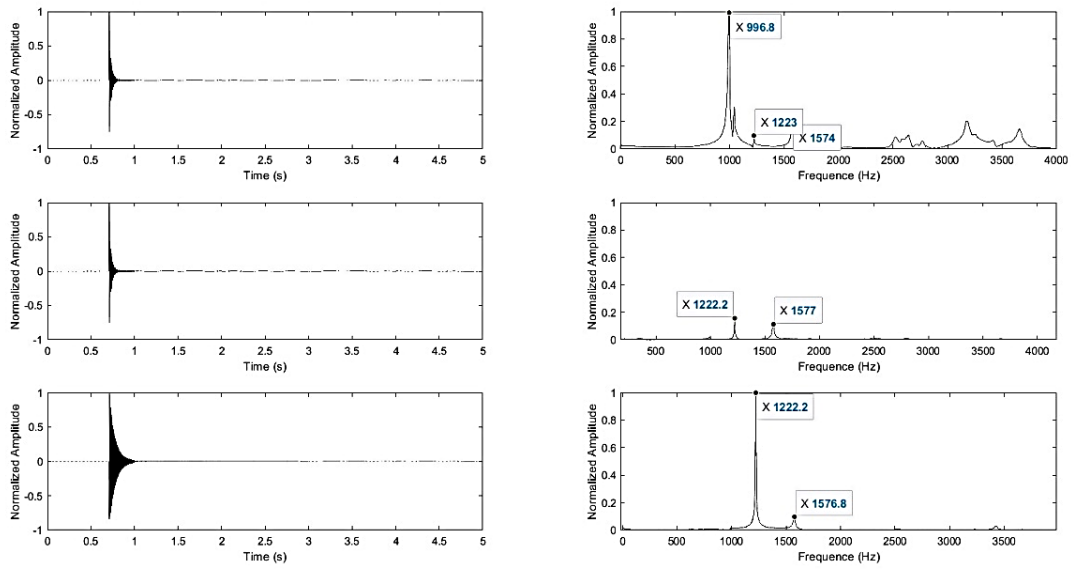 Normalized Amplitude
1
0.5
0
-0.5
-1
0 0.5 1 1.5 2 2.5 3 3.5 4 4.5 5
Time (s)
Normalized Amplitude
1
0.8
0.6
0.4
0.2
0
X 996.8
X 1223
X 1574
0 500 1000 1500 2000 2500 3000 3500 4000
Frequence (Hz)
Normalized Amplitude
1
0.5
0
-0.5
-1
0 0.5 1 1.5 2 2.5 3 3.5 4 4.5 5
Time (s)
Normalized Amplitude
1
0.8
0.6
0.4
0.2
0
X 1222.2
X 1577
500 1000 1500 2000 2500 3000 3500 4000
Frequence (Hz)
Normalized Amplitude
1
0.5
0
-0.5
-1
0 0.5 1 1.5 2 2.5 3 3.5 4 4.5 5
Time (s)
Normalized Amplitude
1
0.8
0.6
0.4
0.2
0
X 1222.2
X 1576.8
0 500 1000 1500 2000 2500 3000 3500
Frequence (Hz)